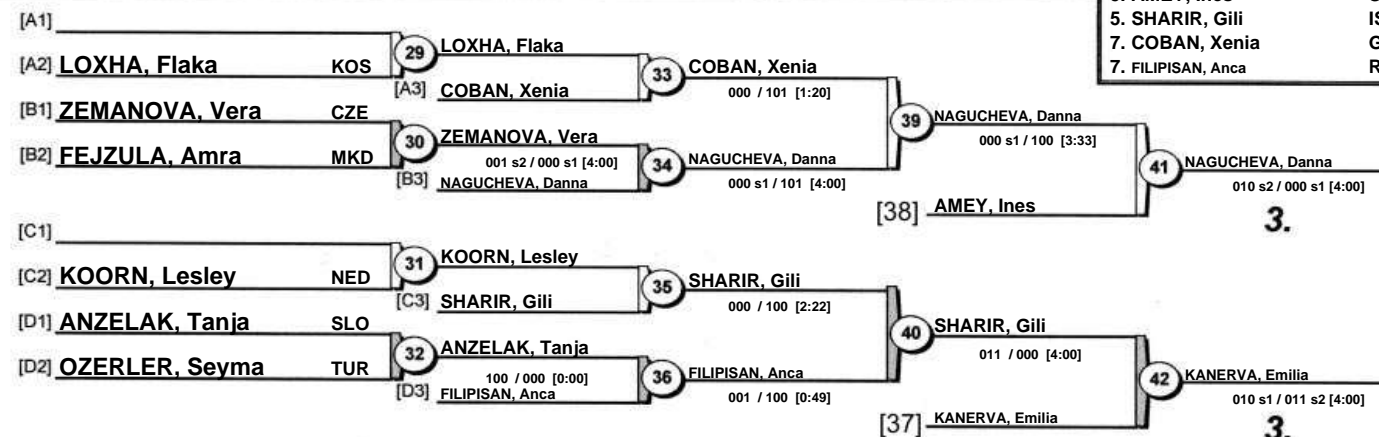 5. SHARIR, Gili IS
7. COBAN, Xenia G
7. FILIPISAN, Anca R
[A1]
[A2] LOXHA, Flaka KOS
29 LOXHA, Flaka
[A3] COBAN, Xenia
33 COBAN, Xenia
000 / 101 [1:20]
[B1] ZEMANOVA, Vera CZE
[B2] FEJZULA, Amra MKD
30 ZEMANOVA, Vera
001 s2 / 000 s1 [4:00]
[B3] NAGUCHEVA, Danna
34 NAGUCHEVA, Danna
000 s1 / 101 [4:00]
39 NAGUCHEVA, Danna
000 s1 / 100 [3:33]
[38] AMEY, Ines
41 NAGUCHEVA, Danna
010 s2 / 000 s1 [4:00]
3.
[C1]
[C2] KOORN, Lesley NED
31 KOORN, Lesley
[C3] SHARIR, Gili
35 SHARIR, Gili
000 / 100 [2:22]
[D1] ANZELAK, Tanja SLO
[D2] OZERLER, Seyma TUR
32 ANZELAK, Tanja
100 / 000 [0:00]
[D3] FILIPISAN, Anca
36 FILIPISAN, Anca
001 / 100 [0:49]
40 SHARIR, Gili
011 / 000 [4:00]
[37] KANERVA, Emilia
42 KANERVA, Emilia
010 s1 / 011 s2 [4:00]
3.